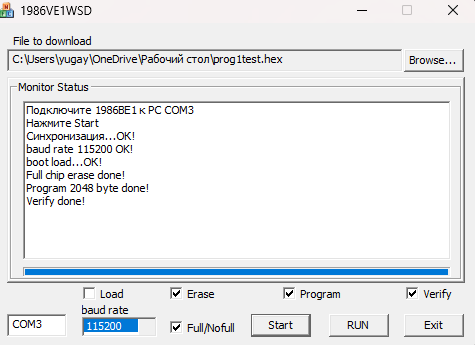 1986VE1WSD
File to download
C:\Users\yugay\OneDrive\Рабочий стол\prog1test.hex
Browse...
Monitor Status
Подключите 1986ВЕ1 к PC COM3
Нажмите Start
Синхронизация...OK!
baud rate 115200 OK!
boot load...OK!
Full chip erase done!
Program 2048 byte done!
Verify done!
Load
Erase
Program
Verify
baud rate
COM3
115200
Full/Nofull
Start
RUN
Exit